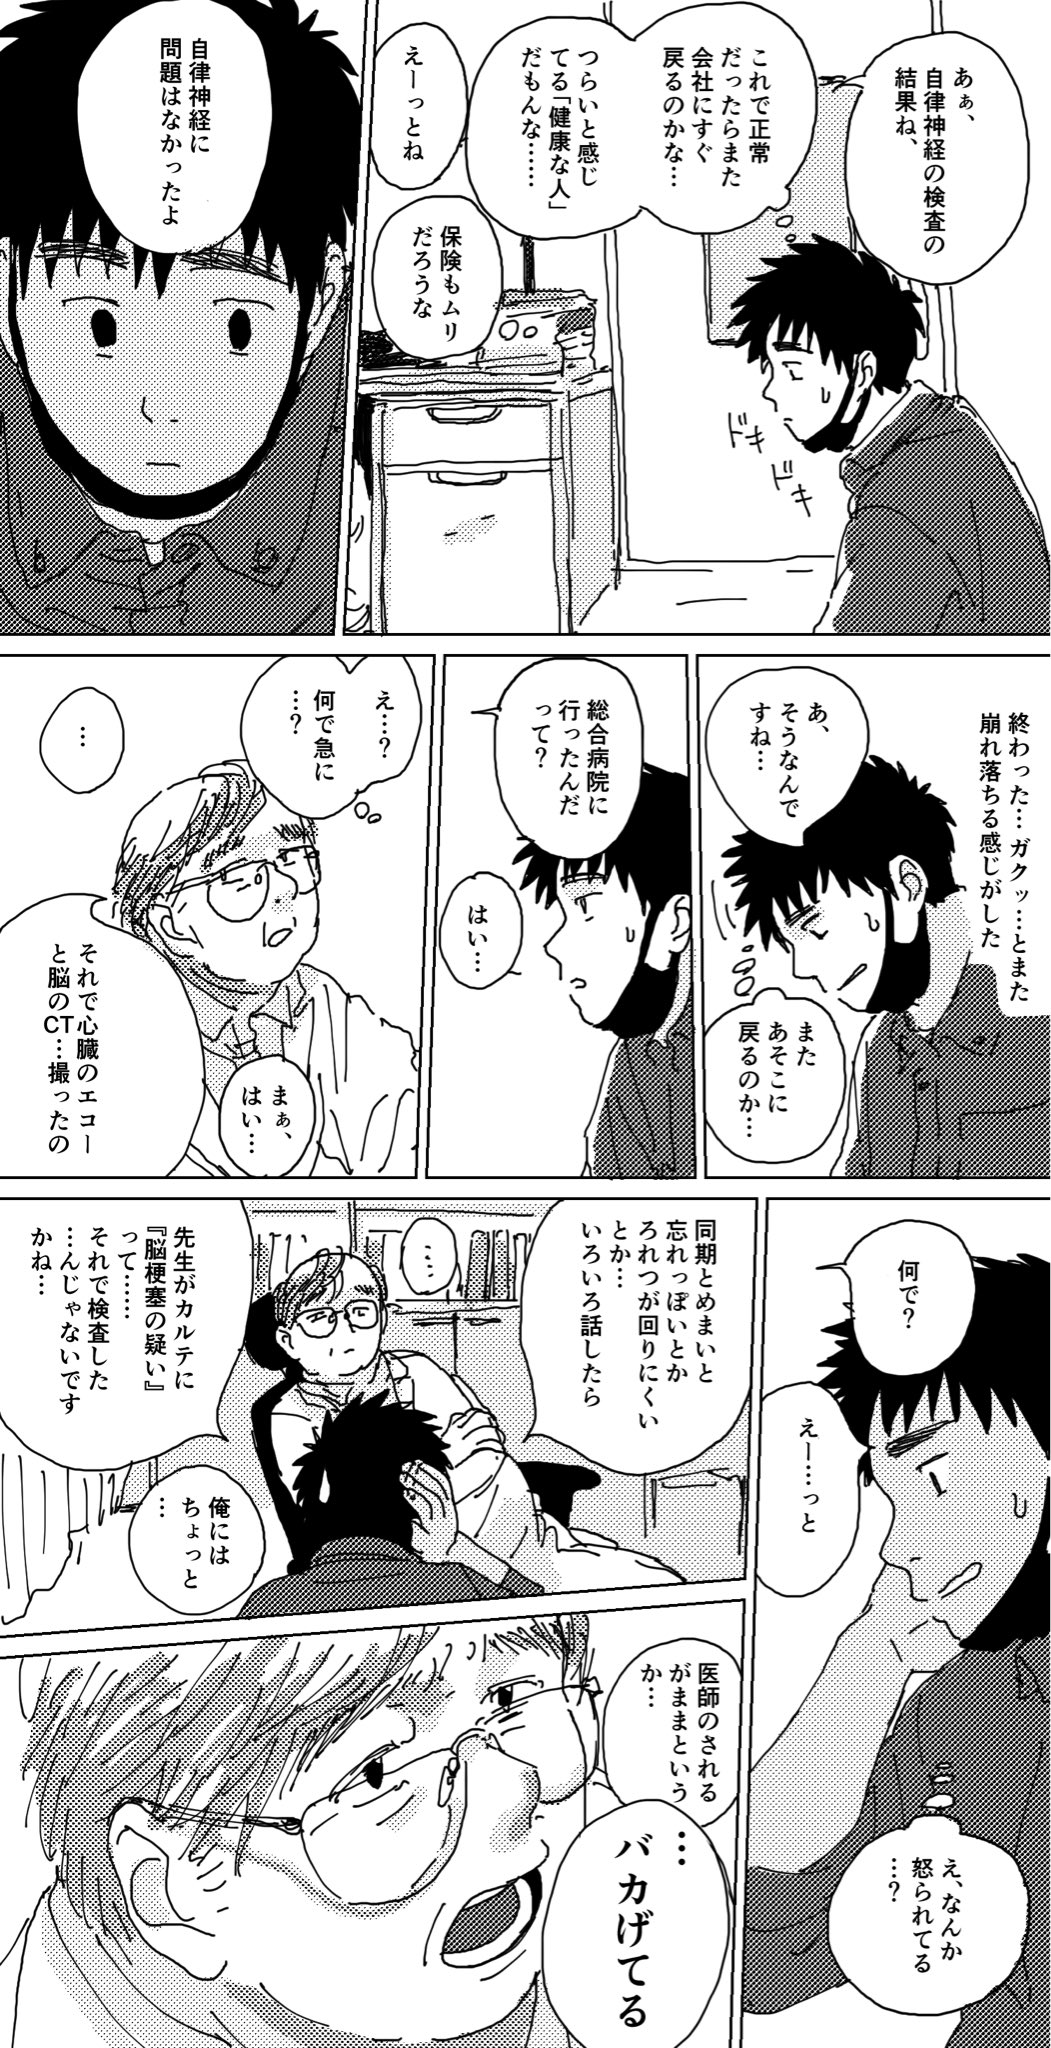 あぁ、
自律神経の検査の
結果ね、
これで正常
だったらまた
会社にすぐ
戻るのかな…
つらいと感じ
てる「健康な人」
だもんな……
ドキ
ドキ
えーっとね
保険もムリ
だろうな
自律神経に
問題はなかったよ
終わった…ガクッ…とまた
崩れ落ちる感じがした
あ、
そうなんで
すね…
また
あそこに
戻るのか…
総合病院に
行ったんだ
って？
はい…
え…？
何で急に
…？
…
まぁ、
はい…
それで心臓のエコー
と脳のCT…撮ったの
何で？
えー…っと
え、なんか
怒られてる
…？
同期とめまいと
忘れっぽいとか
ろれつが回りにくい
とか…
いろいろ話したら
…
先生がカルテに
『脳梗塞の疑い』
って……
それで検査した
…んじゃないです
かね…
俺には
ちょっと
…
医師のされる
がままという
か…
…
バカげてる